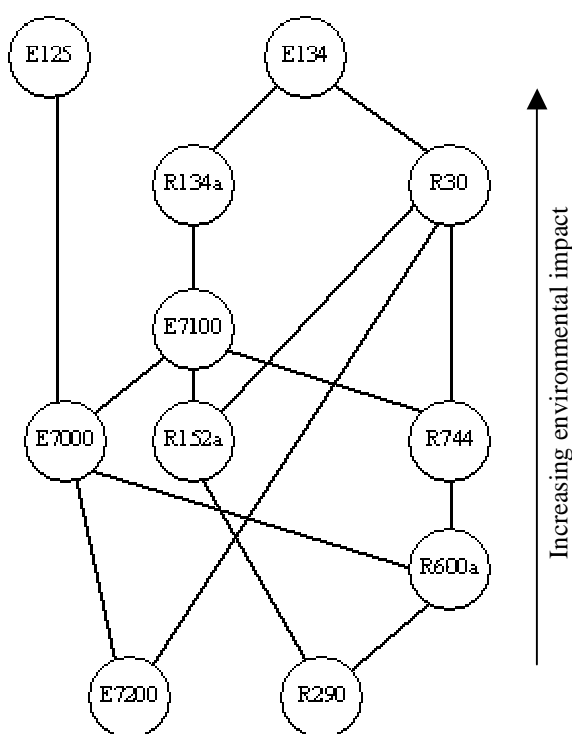 E125
E134
R134a
R30
E7100
E7000
R152a
R744
R600a
E7200
R290
Increasing environmental impact